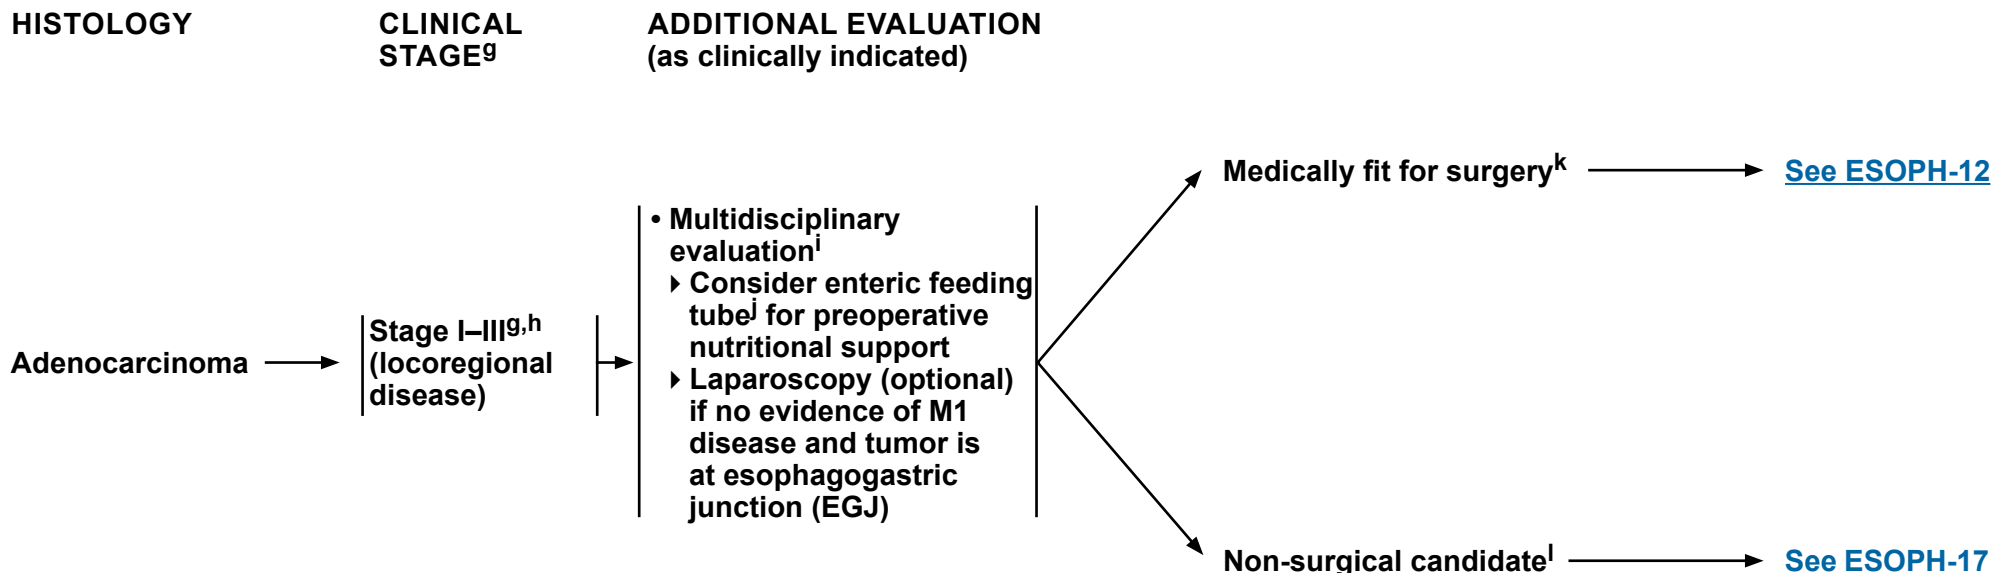 HISTOLOGY
CLINICAL
STAGEg
ADDITIONAL EVALUATION
(as clinically indicated)
Adenocarcinoma
Stage I–IIIg,h
(locoregional
disease)
• Multidisciplinary
evaluationi
Consider enteric feeding
tubej for preoperative
nutritional support
Laparoscopy (optional)
if no evidence of M1
disease and tumor is
at esophagogastric
junction (EGJ)
Medically fit for surgeryk
See ESOPH-12
Non-surgical candidatel
See ESOPH-17